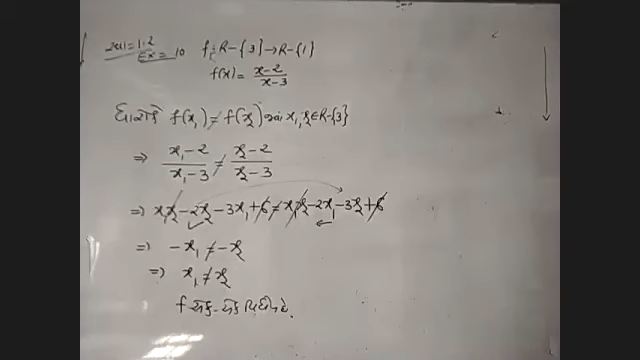 સ્વા 1.2
Ex = 10 f: R-{3} → R-{1}
f(x) = x-2/x-3
ધારોકે f(x₁) ≠ f(x₂) જ્યાં x₁, x₂ ∈ R-{3}
⇒ x₁-2/x₁-3 ≠ x₂-2/x₂-3
⇒ x₁x₂ - 2x₂ - 3x₁ + 6 ≠ x₁x₂ - 2x₁ - 3x₂ + 6
⇒ -x₁ ≠ -x₂
⇒ x₁ ≠ x₂
f એક-એક વિધેય છે.